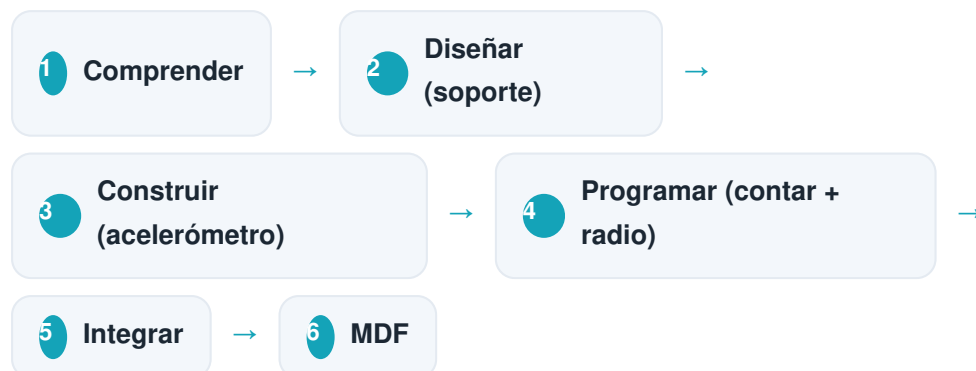 1 Comprender → 2 Diseñar
(soporte) →
3 Construir
(acelerómetro) → 4 Programar (contar +
radio) →
5 Integrar → 6 MDF